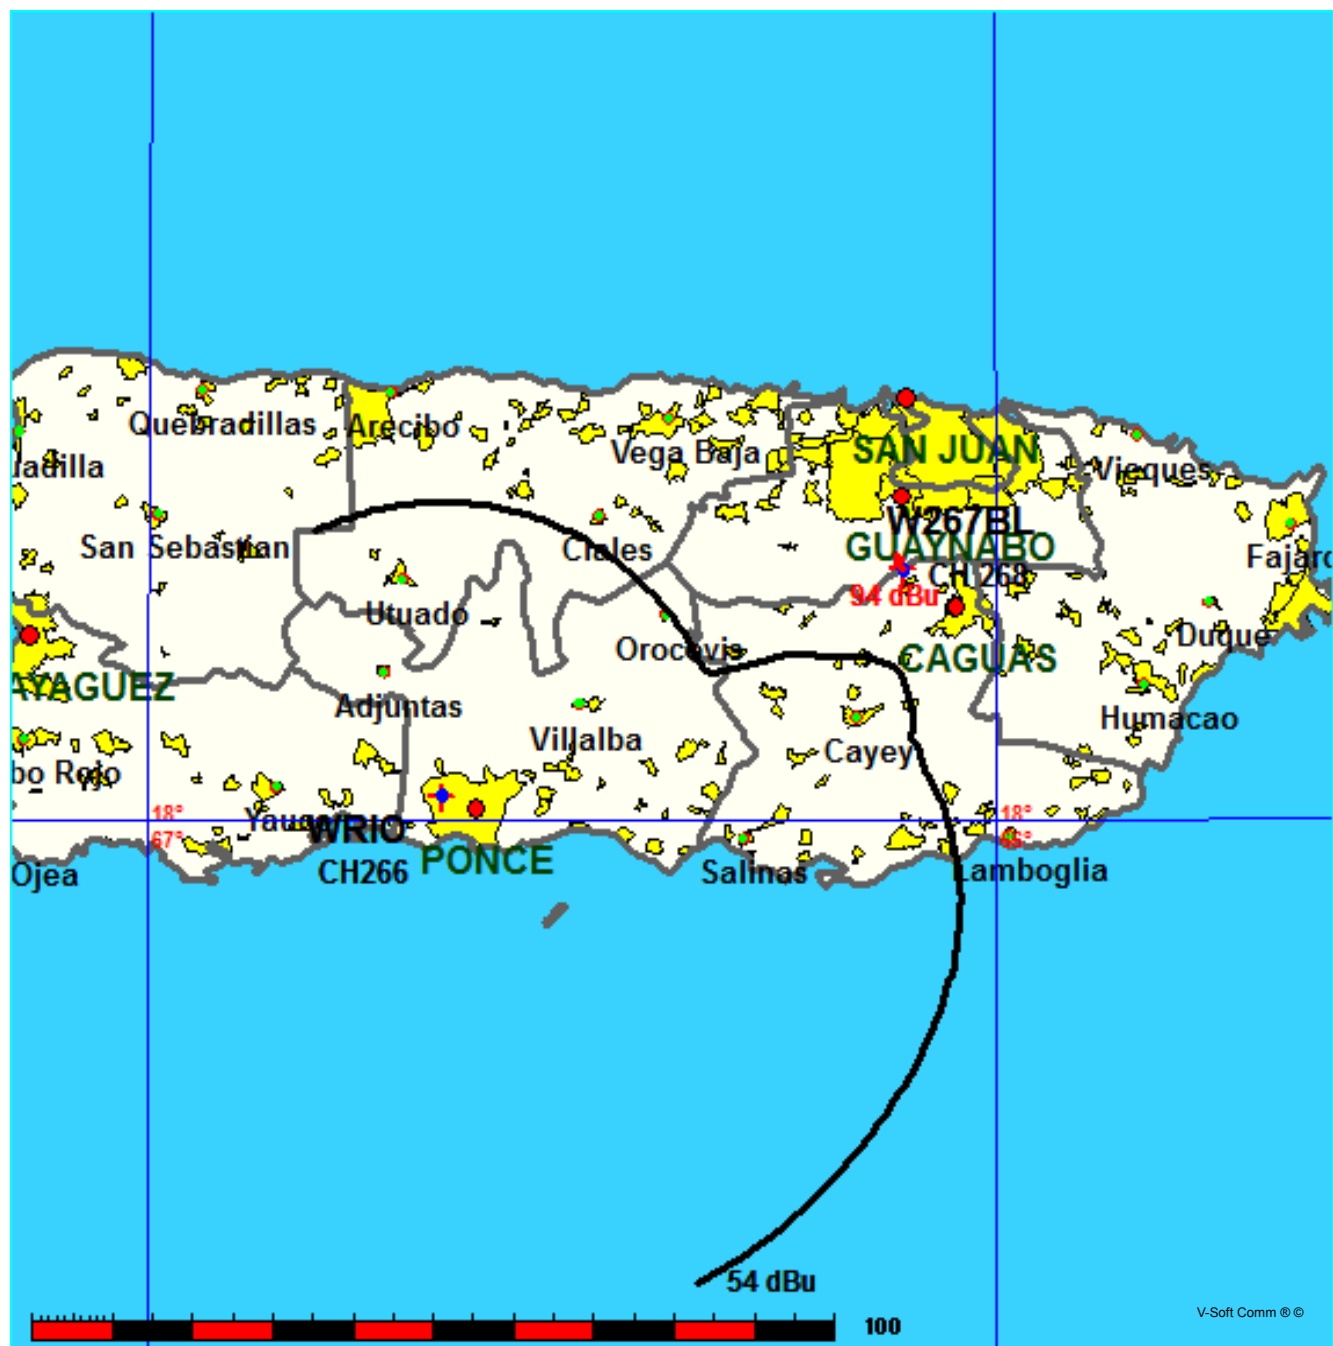 Quebradillas
Arecibo
Vega Baja
SAN JUAN
Vieques
adilla
San Sebastian
Ciales
W267BL
GUAYNABO
CH 268
94 dBu
Fajard
Utuado
Orocovis
CAGUAS
Duque
AYAGUEZ
Adjuntas
Villalba
Cayey
Humacao
bo Rojo
Yauco
WRIO
18°
67°
18°
CH266
PONCE
Salinas
Lamboglia
Ojea
54 dBu
V-Soft Comm ® ©
100